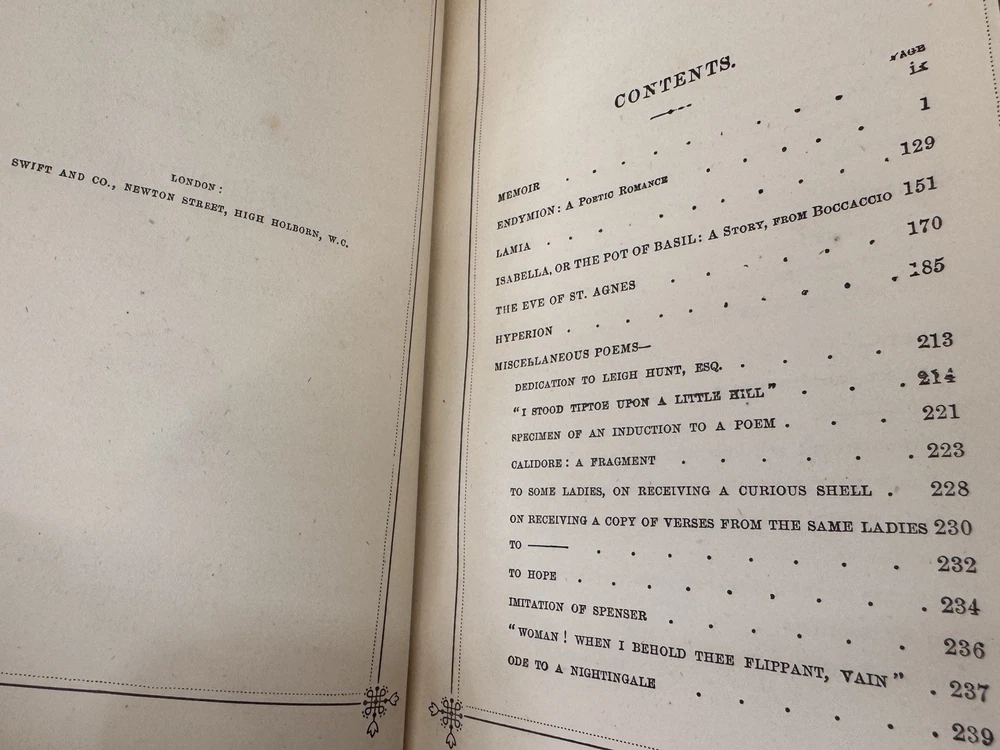 LONDON:
SWIFT AND CO., NEWTON STREET, HIGH HOLBORN, W.C.
CONTENTS.
PAGE
MEMOIR . . . . . . ix
ENDYMION: A POETIC ROMANCE . . . . 1
LAMIA . . . . . . . 129
ISABELLA, OR THE POT OF BASIL: A STORY, FROM BOCCACCIO 151
THE EVE OF ST. AGNES . . . . . 170
HYPERION . . . . . . . 185
MISCELLANEOUS POEMS—
DEDICATION TO LEIGH HUNT, ESQ. . . . . 213
"I STOOD TIPTOE UPON A LITTLE HILL" . . . . 214
SPECIMEN OF AN INDUCTION TO A POEM . . . 221
CALIDORE: A FRAGMENT . . . . . . 223
TO SOME LADIES, ON RECEIVING A CURIOUS SHELL . 228
ON RECEIVING A COPY OF VERSES FROM THE SAME LADIES 230
TO —— . . . . . . . . 232
TO HOPE . . . . . . . . 234
IMITATION OF SPENSER . . . . . . 236
"WOMAN! WHEN I BEHOLD THEE FLIPPANT, VAIN" . 237
ODE TO A NIGHTINGALE . . . . . . 239